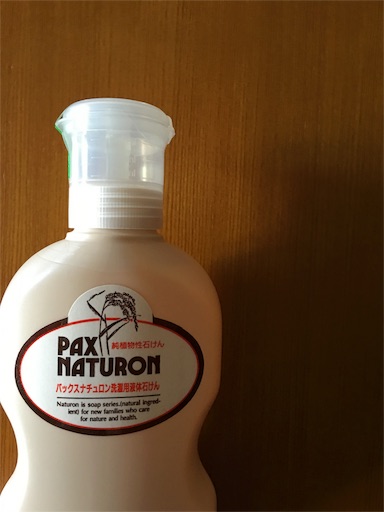 純植物性石けん
PAX
NATURON
パックスナチュロン洗濯用液体石けん
Naturon is soap series.(natural ingred-
ient) for new families who care
for nature and health.